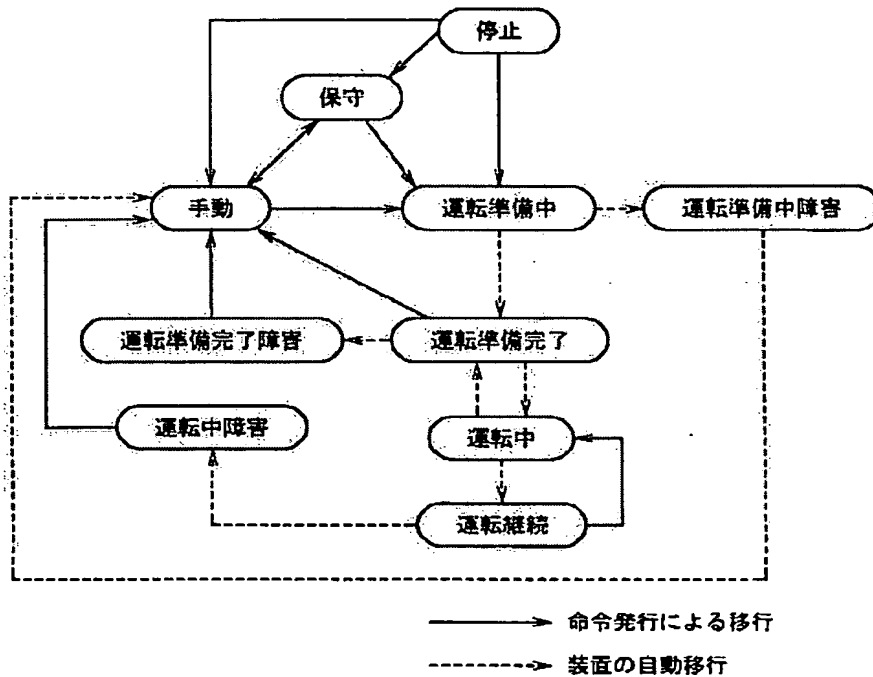 停止
保守
手動
運転準備中
運転準備中障害
運転準備完了障害
運転準備完了
運転中障害
運転中
運転継続
命令発行による移行
装置の自動移行